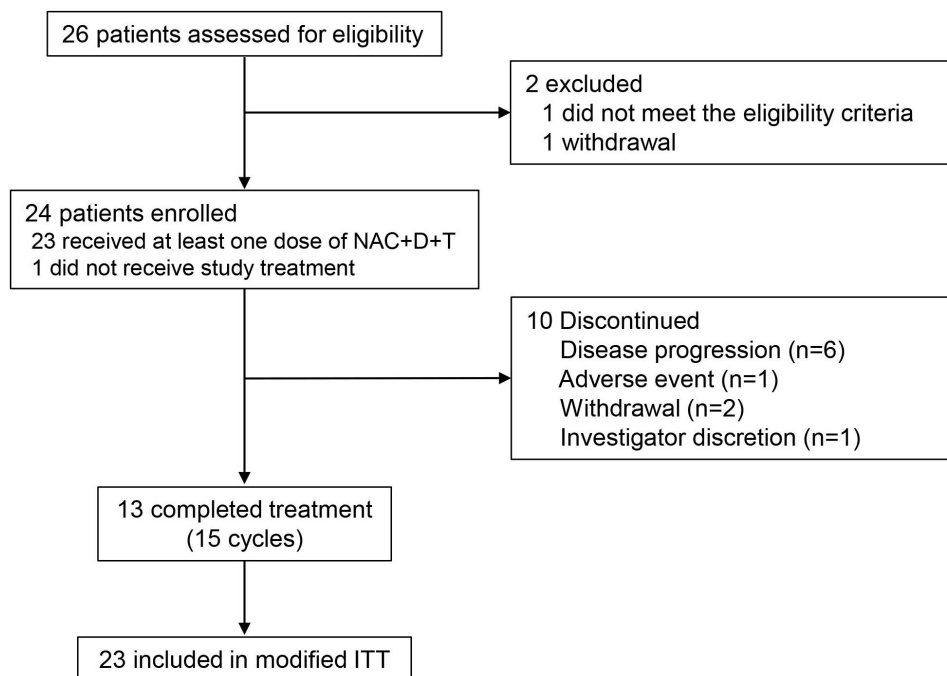 26 patients assessed for eligibility
2 excluded
1 did not meet the eligibility criteria
1 withdrawal
24 patients enrolled
23 received at least one dose of NAC+D+T
1 did not receive study treatment
10 Discontinued
Disease progression (n=6)
Adverse event (n=1)
Withdrawal (n=2)
Investigator discretion (n=1)
13 completed treatment
(15 cycles)
23 included in modified ITT